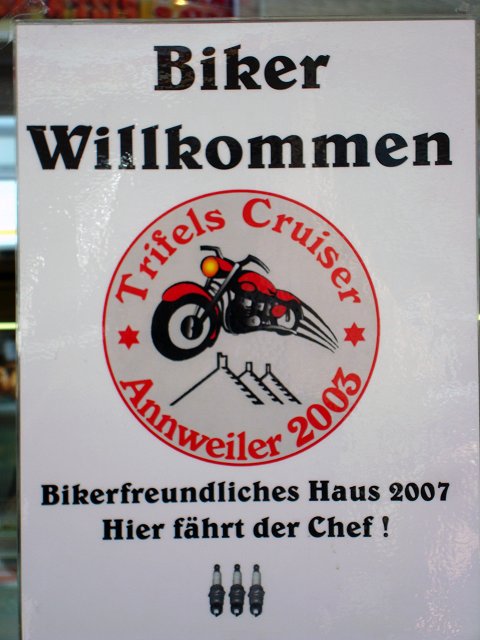 Biker
Willkommen
Trifels Cruiser
Annweiler 2003
Bikerfreundliches Haus 2007
Hier fährt der Chef !